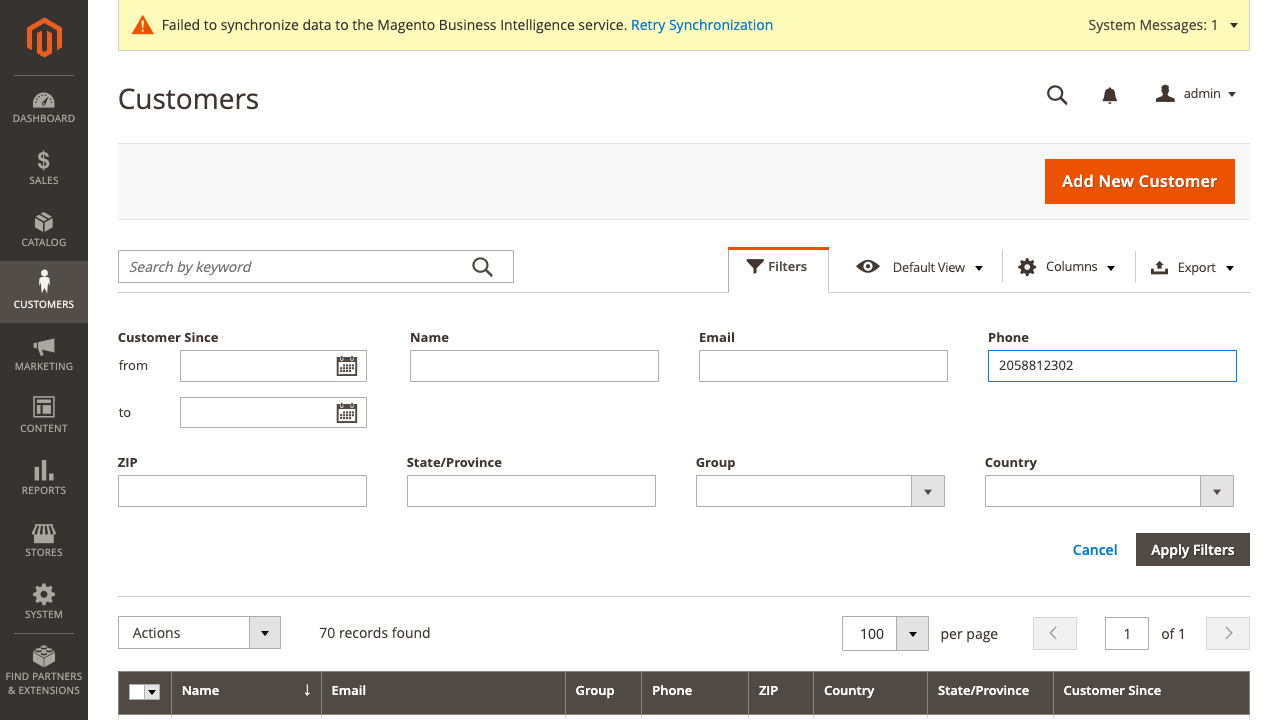 Failed to synchronize data to the Magento Business Intelligence service. Retry Synchronization
System Messages: 1
DASHBOARD
SALES
CATALOG
CUSTOMERS
MARKETING
CONTENT
REPORTS
STORES
SYSTEM
FIND PARTNERS
& EXTENSIONS
Customers
admin
Add New Customer
Search by keyword
Filters
Default View
Columns
Export
Customer Since
from
to
Name
Email
Phone
2058812302
ZIP
State/Province
Group
Country
Cancel
Apply Filters
Actions
70 records found
100
per page
1
of 1
Name
Email
Group
Phone
ZIP
Country
State/Province
Customer Since